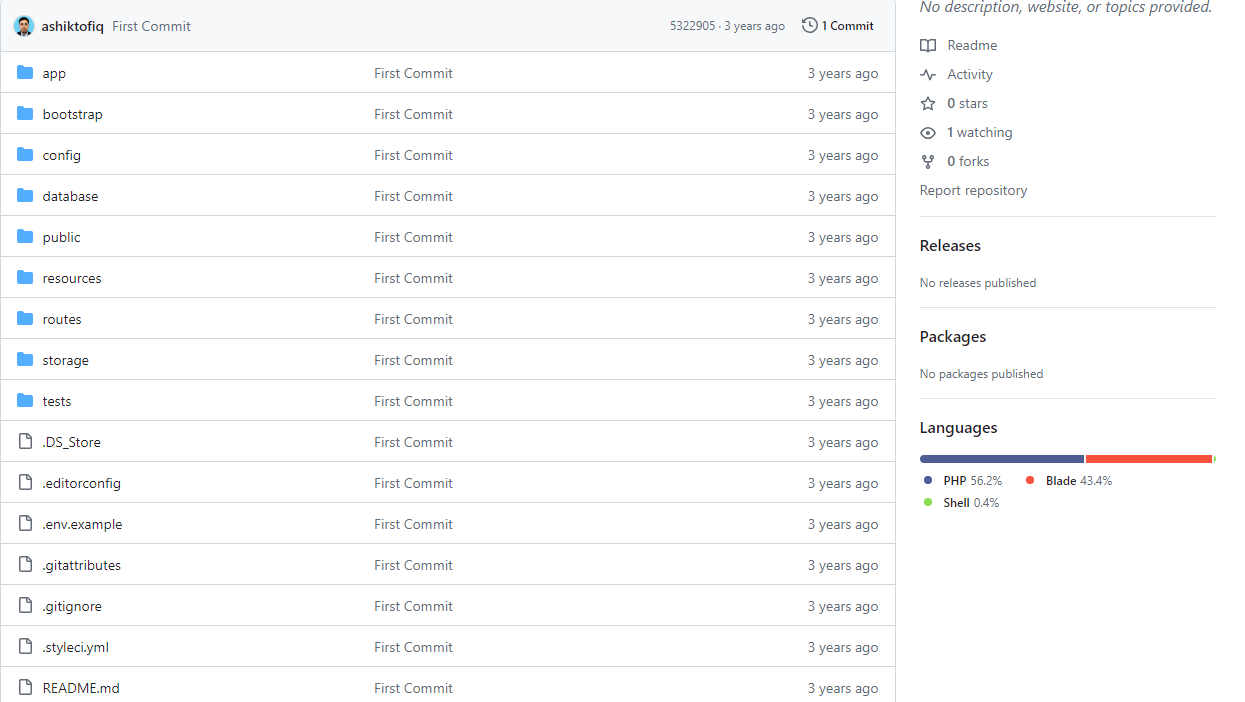 ashiktofiq First Commit 5322905 · 3 years ago 1 Commit
app First Commit 3 years ago
bootstrap First Commit 3 years ago
config First Commit 3 years ago
database First Commit 3 years ago
public First Commit 3 years ago
resources First Commit 3 years ago
routes First Commit 3 years ago
storage First Commit 3 years ago
tests First Commit 3 years ago
.DS_Store First Commit 3 years ago
.editorconfig First Commit 3 years ago
.env.example First Commit 3 years ago
.gitattributes First Commit 3 years ago
.gitignore First Commit 3 years ago
.styleci.yml First Commit 3 years ago
README.md First Commit 3 years ago
No description, website, or topics provided.
Readme
Activity
0 stars
1 watching
0 forks
Report repository
Releases
No releases published
Packages
No packages published
Languages
PHP 56.2% Blade 43.4%
Shell 0.4%